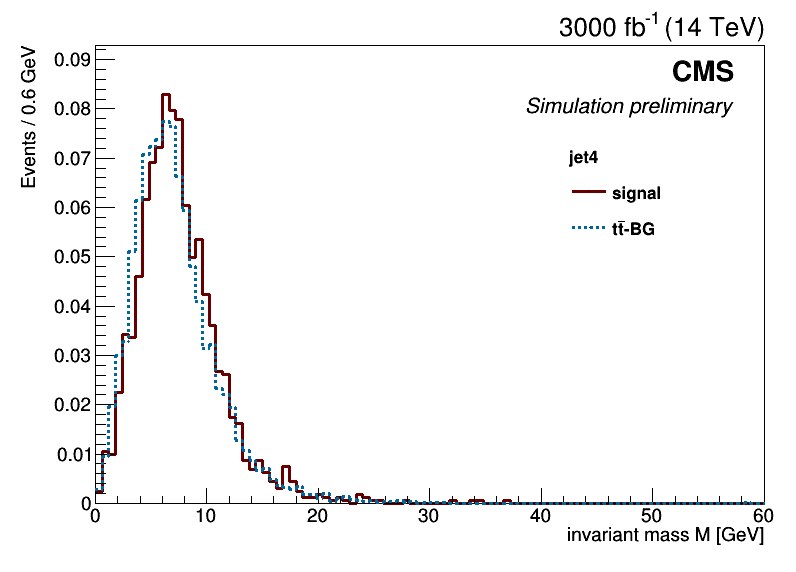 3000 fb⁻¹ (14 TeV)
CMS
Simulation preliminary
jet4
signal
tt̄-BG
Events / 0.6 GeV
0.09
0.08
0.07
0.06
0.05
0.04
0.03
0.02
0.01
0
0 10 20 30 40 50 60
invariant mass M [GeV]